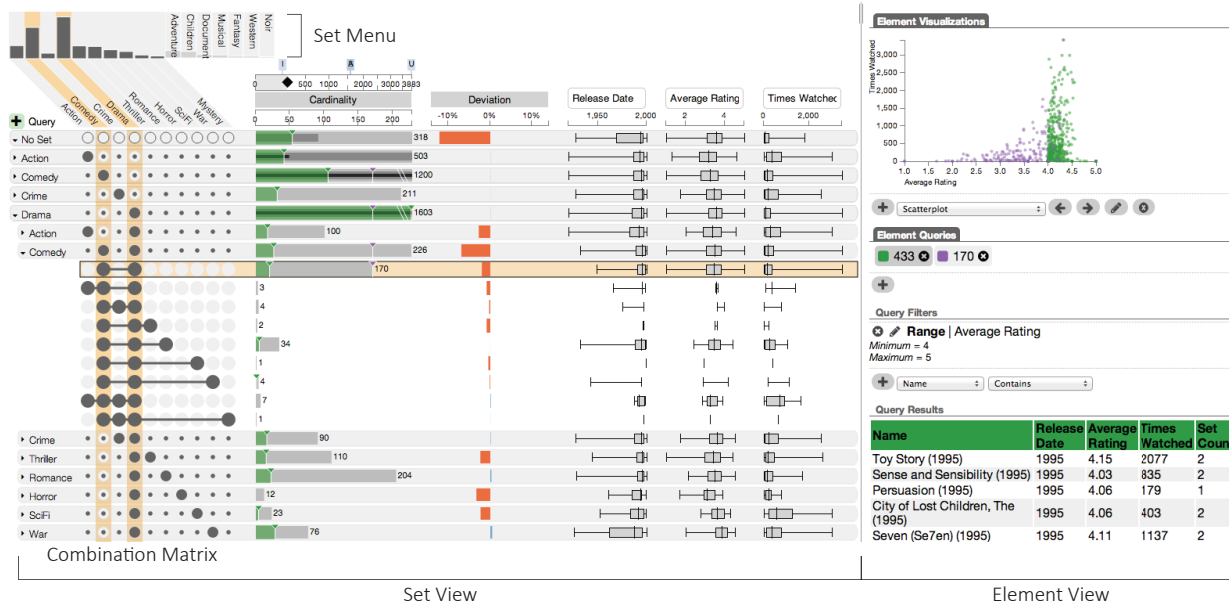 Adventure
Children
Document
Musical
Fantasy
Western
Noir
Set Menu
Action
Comedy
Crime
Drama
Thriller
Romance
Horror
SciFi
War
Mystery
I
A
U
0 500 1000 2000 3000 3883
Cardinality
Deviation
Release Date
Average Rating
Times Watched
0 50 100 150 200
-10% 10%
1,950 2,000
2 4
0 2,000
Query
No Set 318
Action 503
Comedy 1200
Crime 211
Drama 1603
Action 100
Comedy 226
170
3
4
2
34
1
4
7
1
Crime 90
Thriller 110
Romance 204
Horror 12
SciFi 23
War 76
Combination Matrix
Set View
Element Visualizations
Times Watched
3,000
2,500
2,000
1,500
1,000
500
0
1.0 1.5 2.0 2.5 3.0 3.5 4.0 4.5 5.0
Average Rating
Scatterplot
Element Queries
433 170
Query Filters
Range | Average Rating
Minimum = 4
Maximum = 5
Name Contains
Query Results
Name Release Date Average Rating Times Watched Set Coun
Toy Story (1995) 1995 4.15 2077 2
Sense and Sensibility (1995) 1995 4.03 835 2
Persuasion (1995) 1995 4.06 179 1
City of Lost Children, The (1995) 1995 4.06 403 2
Seven (Se7en) (1995) 1995 4.11 1137 2
Element View